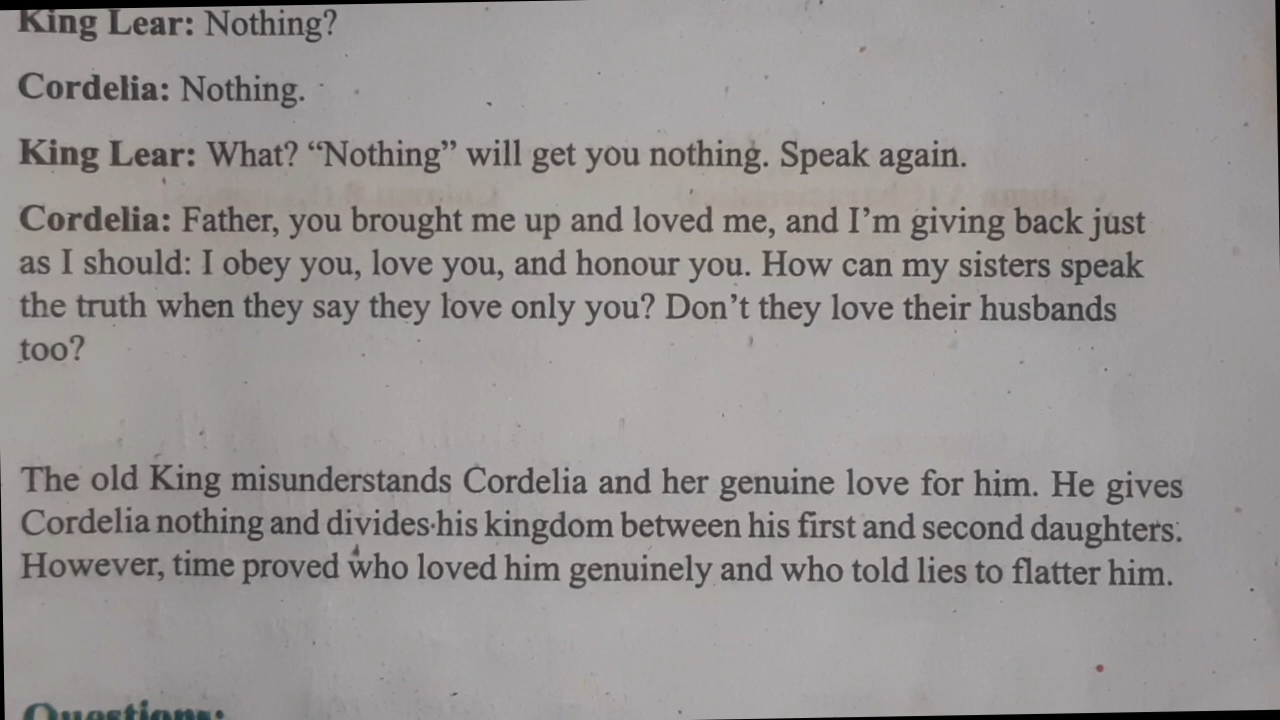 King Lear: Nothing?
Cordelia: Nothing.
King Lear: What? “Nothing” will get you nothing. Speak again.
Cordelia: Father, you brought me up and loved me, and I’m giving back just
as I should: I obey you, love you, and honour you. How can my sisters speak
the truth when they say they love only you? Don’t they love their husbands
too?
The old King misunderstands Cordelia and her genuine love for him. He gives
Cordelia nothing and divides his kingdom between his first and second daughters.
However, time proved who loved him genuinely and who told lies to flatter him.
Questions: